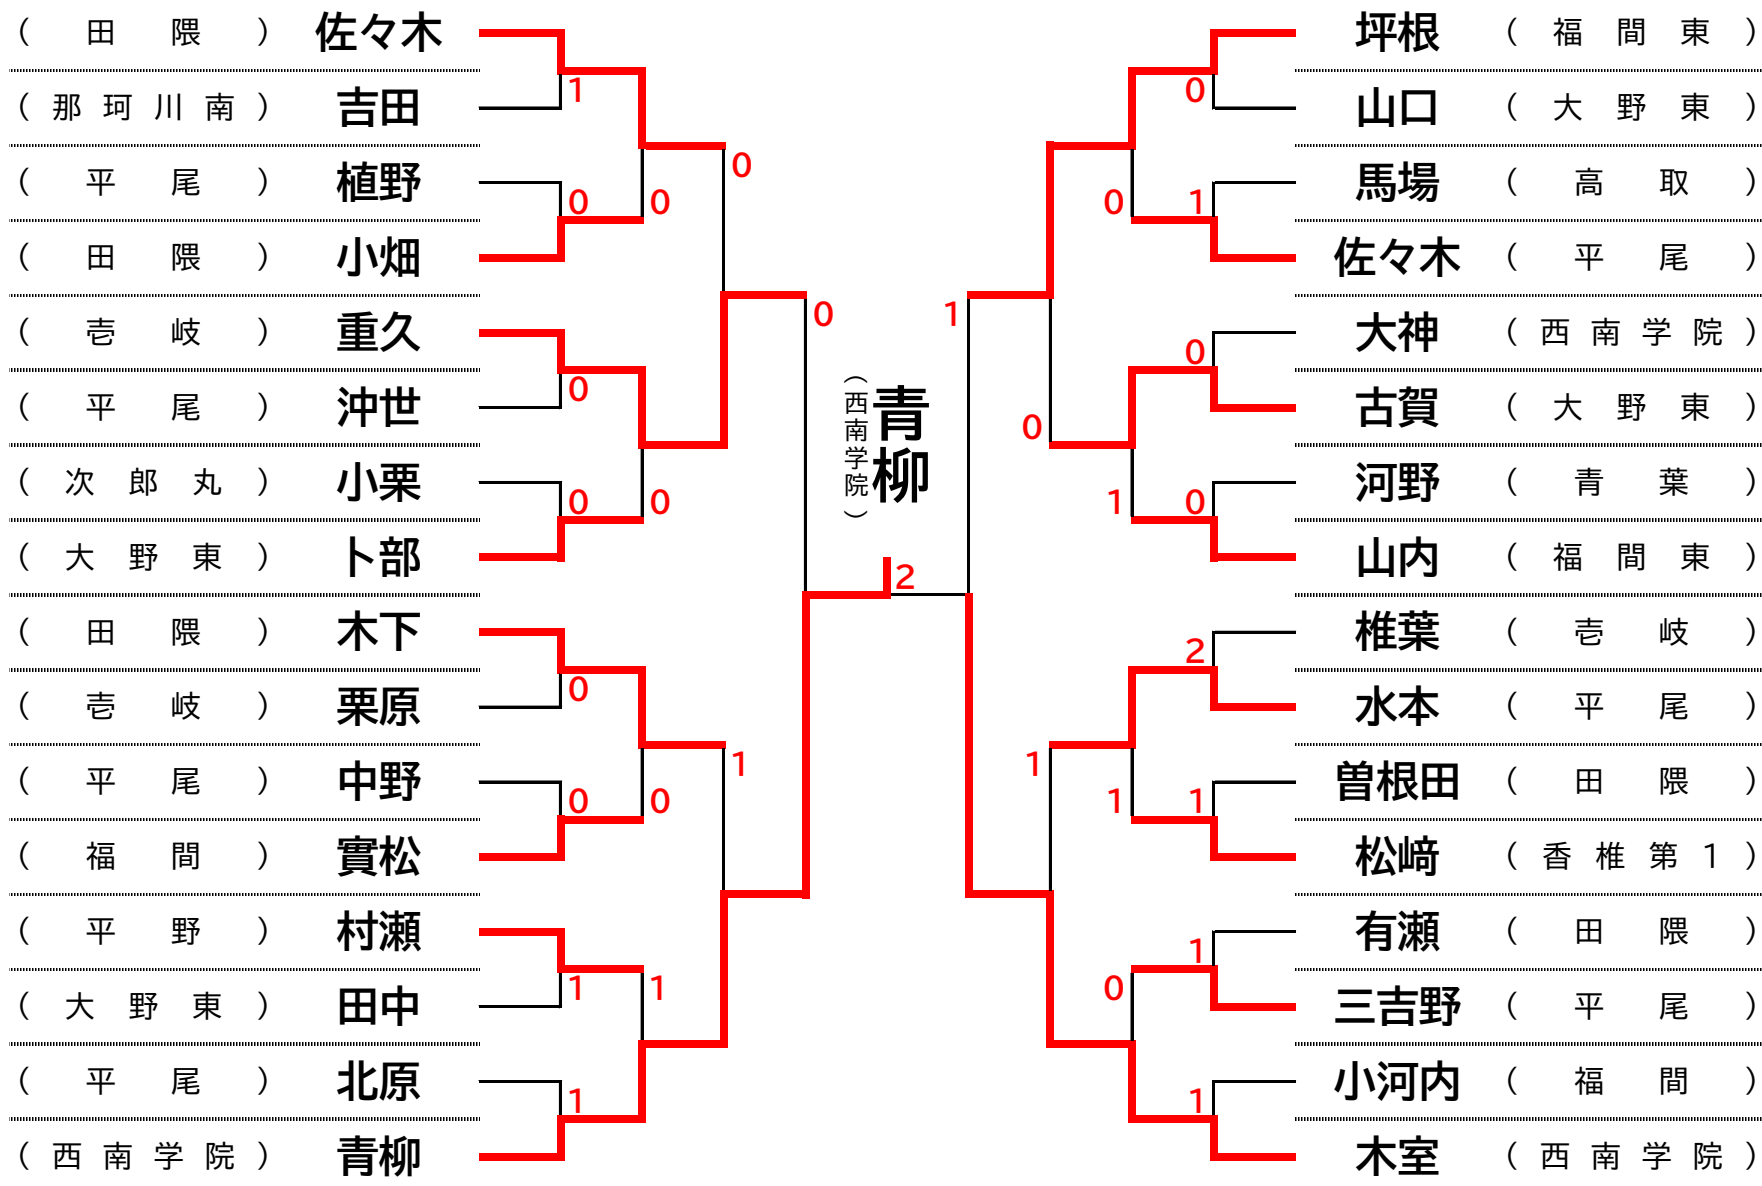 (田隈) 佐々木
(那珂川南) 吉田
1
(平尾) 植野
0
(田隈) 小畑
0 0
(壱岐) 重久
(平尾) 沖世
0
(次郎丸) 小栗
(大野東) 卜部
0 0
0
(田隈) 木下
(壱岐) 栗原
0
(平尾) 中野
1
(福間) 實松
0 0
(平野) 村瀬
(大野東) 田中
1 1
(平尾) 北原
(西南学院) 青柳
1
青柳
(西南学院)
2
坪根 (福間東)
山口 (大野東)
0
馬場 (高取)
佐々木 (平尾)
0 1
1
大神 (西南学院)
古賀 (大野東)
0
0
河野 (青葉)
山内 (福間東)
1 0
椎葉 (壱岐)
水本 (平尾)
2
曽根田 (田隈)
1
松﨑 (香椎第1)
1 1
有瀬 (田隈)
三吉野 (平尾)
1
0
小河内 (福間)
木室 (西南学院)
1